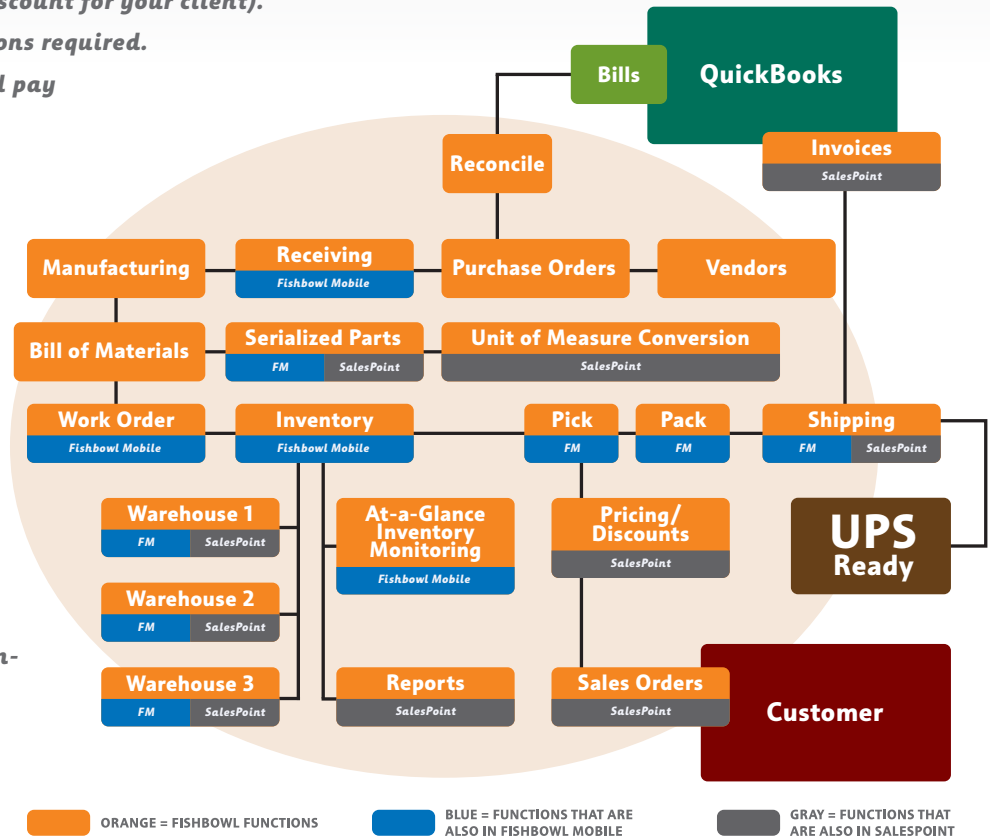 scount for your client).
ons required.
l pay
Bills
QuickBooks
Reconcile
Invoices
SalesPoint
Manufacturing
Receiving
Fishbowl Mobile
Purchase Orders
Vendors
Bill of Materials
Serialized Parts
FM
SalesPoint
Unit of Measure Conversion
SalesPoint
Work Order
Fishbowl Mobile
Inventory
Fishbowl Mobile
Pick
FM
Pack
FM
Shipping
FM
SalesPoint
Warehouse 1
FM
SalesPoint
At-a-Glance
Inventory
Monitoring
Fishbowl Mobile
Pricing/
Discounts
SalesPoint
UPS
Ready
Warehouse 2
FM
SalesPoint
n-
Warehouse 3
FM
SalesPoint
Reports
SalesPoint
Sales Orders
SalesPoint
Customer
ORANGE = FISHBOWL FUNCTIONS
BLUE = FUNCTIONS THAT ARE
ALSO IN FISHBOWL MOBILE
GRAY = FUNCTIONS THAT
ARE ALSO IN SALESPOINT